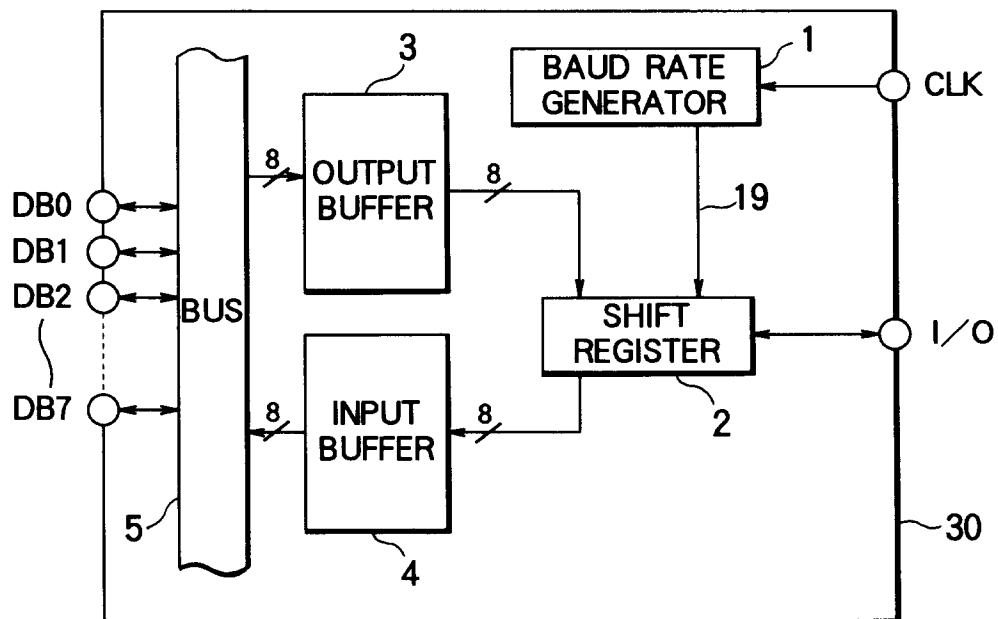 3
1
BAUD RATE
GENERATOR
CLK
8
OUTPUT
BUFFER
8
19
DB0
DB1
DB2
DB7
BUS
SHIFT
REGISTER
I/O
2
8
INPUT
BUFFER
8
5
4
30